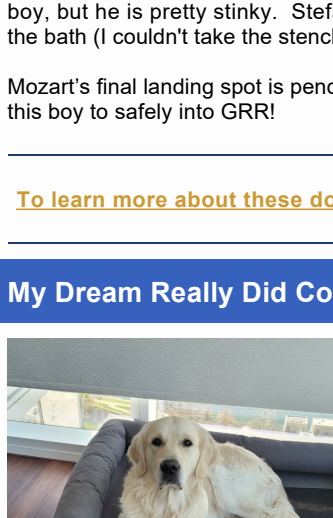 boy, but he is pretty stinky. Stef
the bath (I couldn't take the stencl
Mozart's final landing spot is penc
this boy to safely into GRR!
To learn more about these do
My Dream Really Did Co